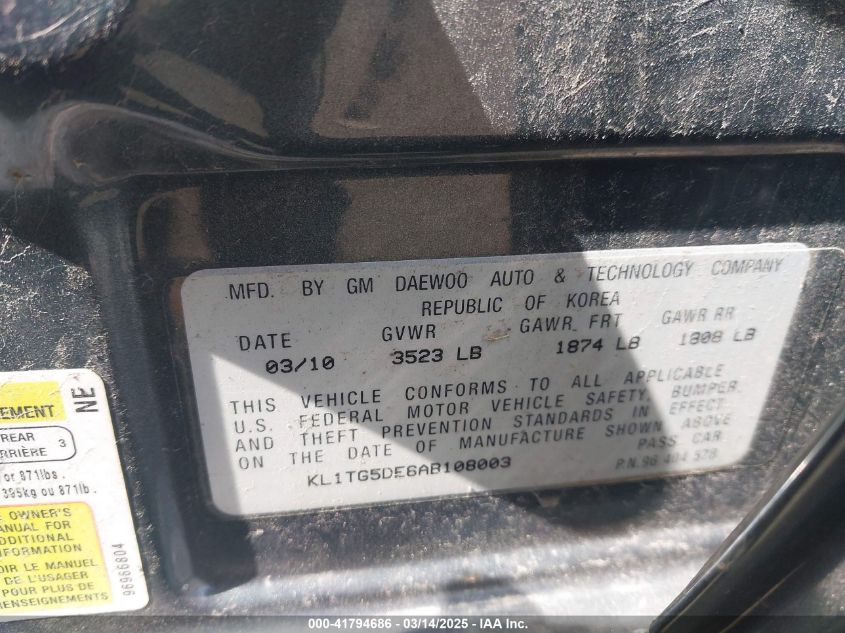 MFD. BY GM DAEWOO AUTO & TECHNOLOGY COMPANY
REPUBLIC OF KOREA
DATE GVWR GAWR FRT GAWR RR
03/10 3523 LB 1874 LB 1808 LB
THIS VEHICLE CONFORMS TO ALL APPLICABLE
U.S. FEDERAL MOTOR VEHICLE SAFETY, BUMPER,
AND THEFT PREVENTION STANDARDS IN EFFECT
ON THE DATE OF MANUFACTURE SHOWN ABOVE
PASS CAR
KL1TG5DE6AB108003
P.N. 96 404 578
EMENT
NE
REAR
RRIÈRE 3
or 871lbs.
395kg ou 871lb.
OWNER'S
ANUAL FOR
DDITIONAL
NFORMATION
OIR LE MANUEL
DE L'USAGER
POUR PLUS DE
ENSEIGNEMENTS
96966804
000-41794686 - 03/14/2025 - IAA Inc.